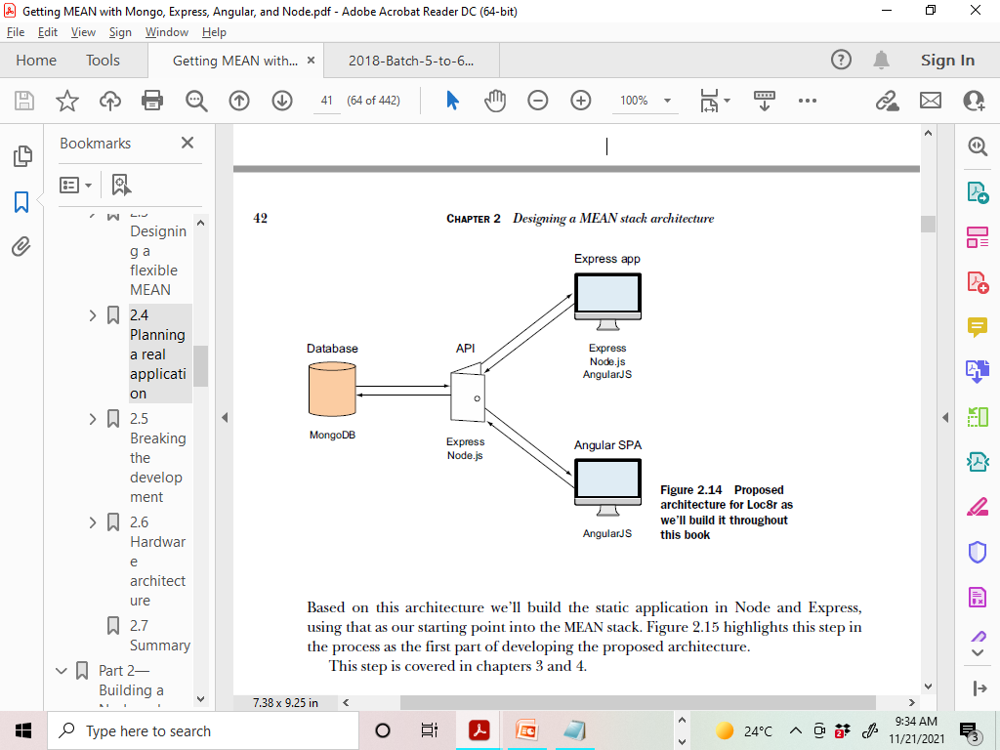 Getting MEAN with Mongo, Express, Angular, and Node.pdf - Adobe Acrobat Reader DC (64-bit)
File Edit View Sign Window Help
Home Tools Getting MEAN with... × 2018-Batch-5-to-6... Sign In
41 (64 of 442) 100%
Bookmarks
Designin
g a
flexible
MEAN
2.4
Planning
a real
applicati
on
2.5
Breaking
the
develop
ment
2.6
Hardwar
e
architect
ure
2.7
Summary
Part 2—
Building a
42 CHAPTER 2 Designing a MEAN stack architecture
Express app
Express
Node.js
AngularJS
Database
MongoDB
API
Express
Node.js
Angular SPA
AngularJS
Figure 2.14 Proposed
architecture for Loc8r as
we'll build it throughout
this book
Based on this architecture we'll build the static application in Node and Express,
using that as our starting point into the MEAN stack. Figure 2.15 highlights this step in
the process as the first part of developing the proposed architecture.
This step is covered in chapters 3 and 4.
7.38 x 9.25 in
Type here to search
24°C
2
9:34 AM
11/21/2021
3